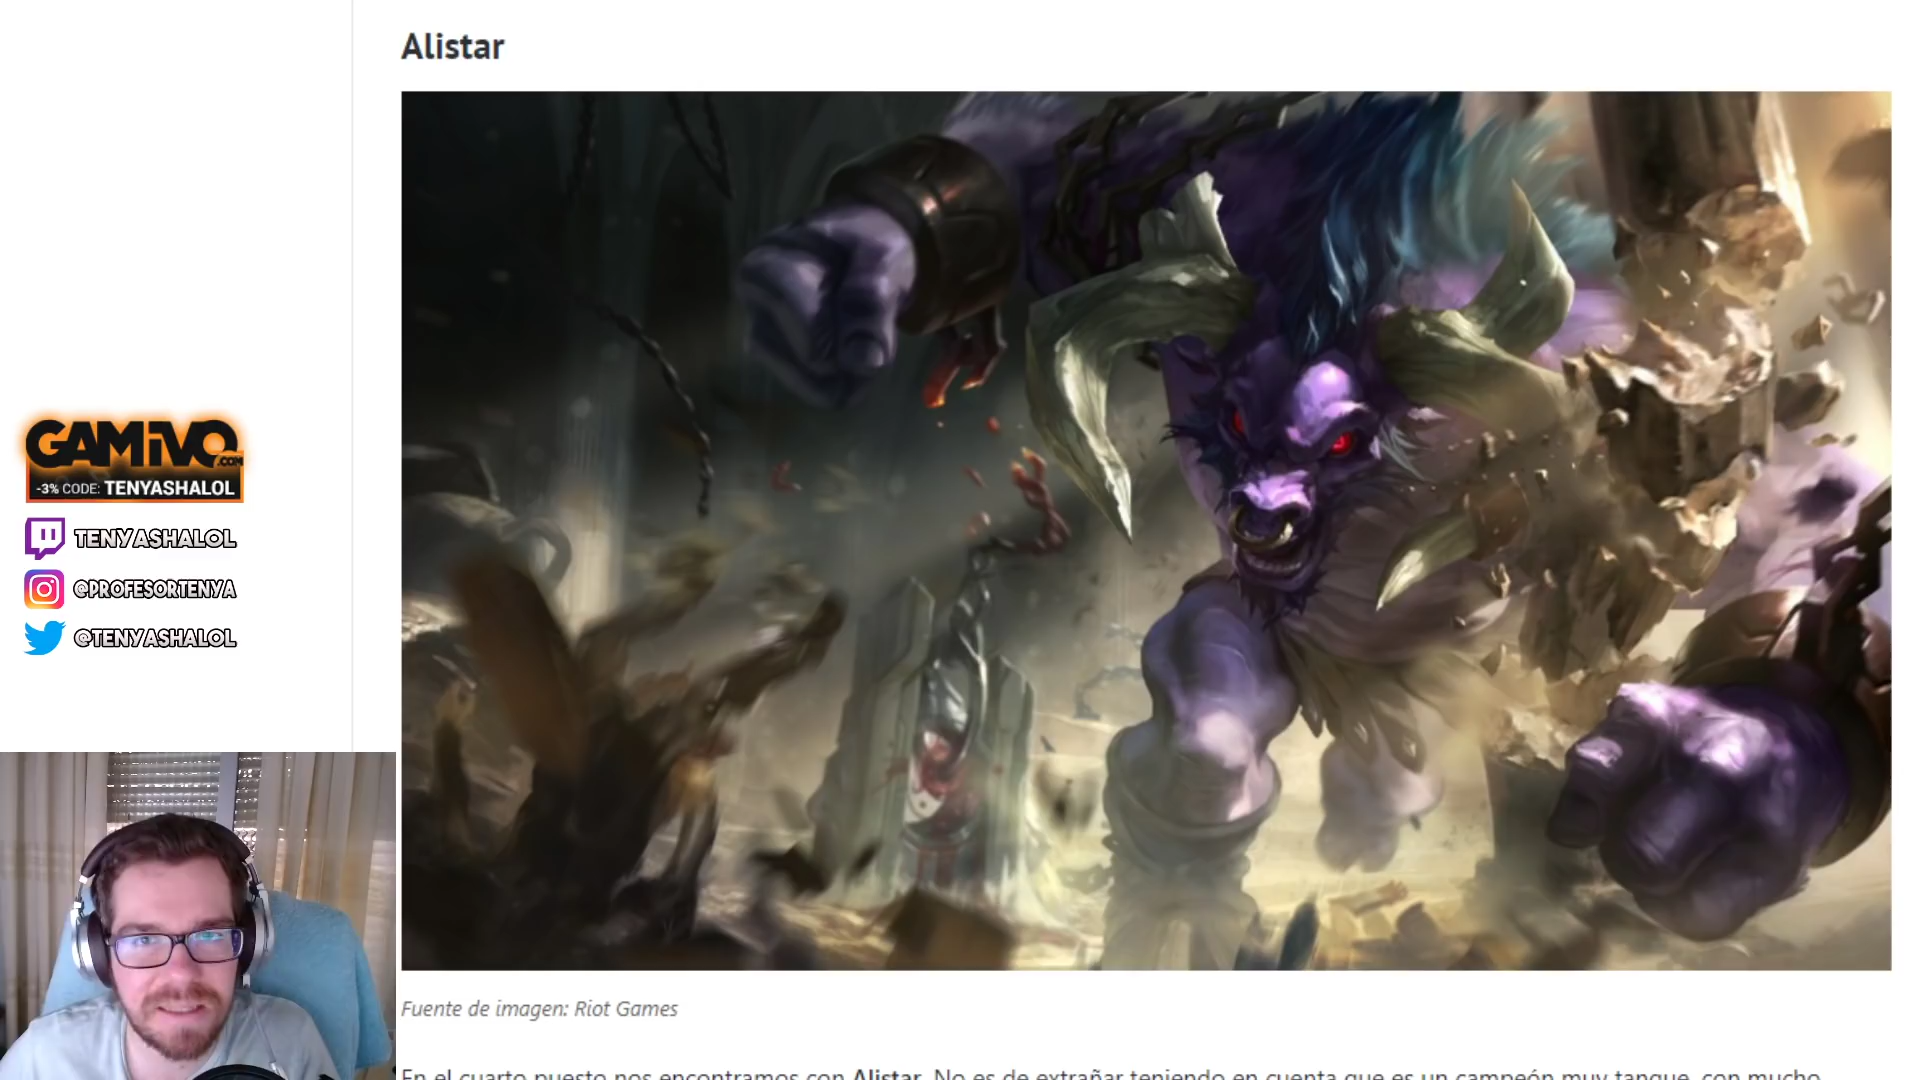 Alistar
GAMIVO.COM
-3% CODE: TENYASHALOL
TENYASHALOL
@PROFESORTENYA
@TENYASHALOL
Fuente de imagen: Riot Games
En el cuarto puesto nos encontramos con Alistar. No es de extrañar teniendo en cuenta que es un campeón muy tanque, con mucho